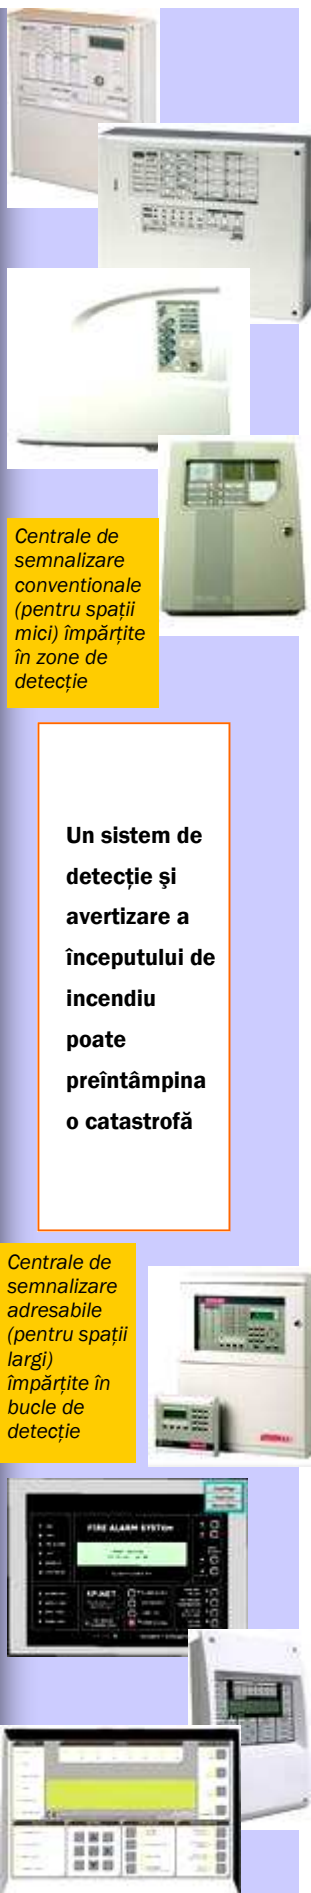 Centrale de
semnalizare
conventionale
(pentru spații
mici) împărțite
în zone de
detecție
Un sistem de
detecție şi
avertizare a
începutului de
incendiu
poate
preîntâmpina
o catastrofă
Centrale de
semnalizare
adresabile
(pentru spații
largi)
împărțite în
bucle de
detecție
FIRE ALARM SYSTEM